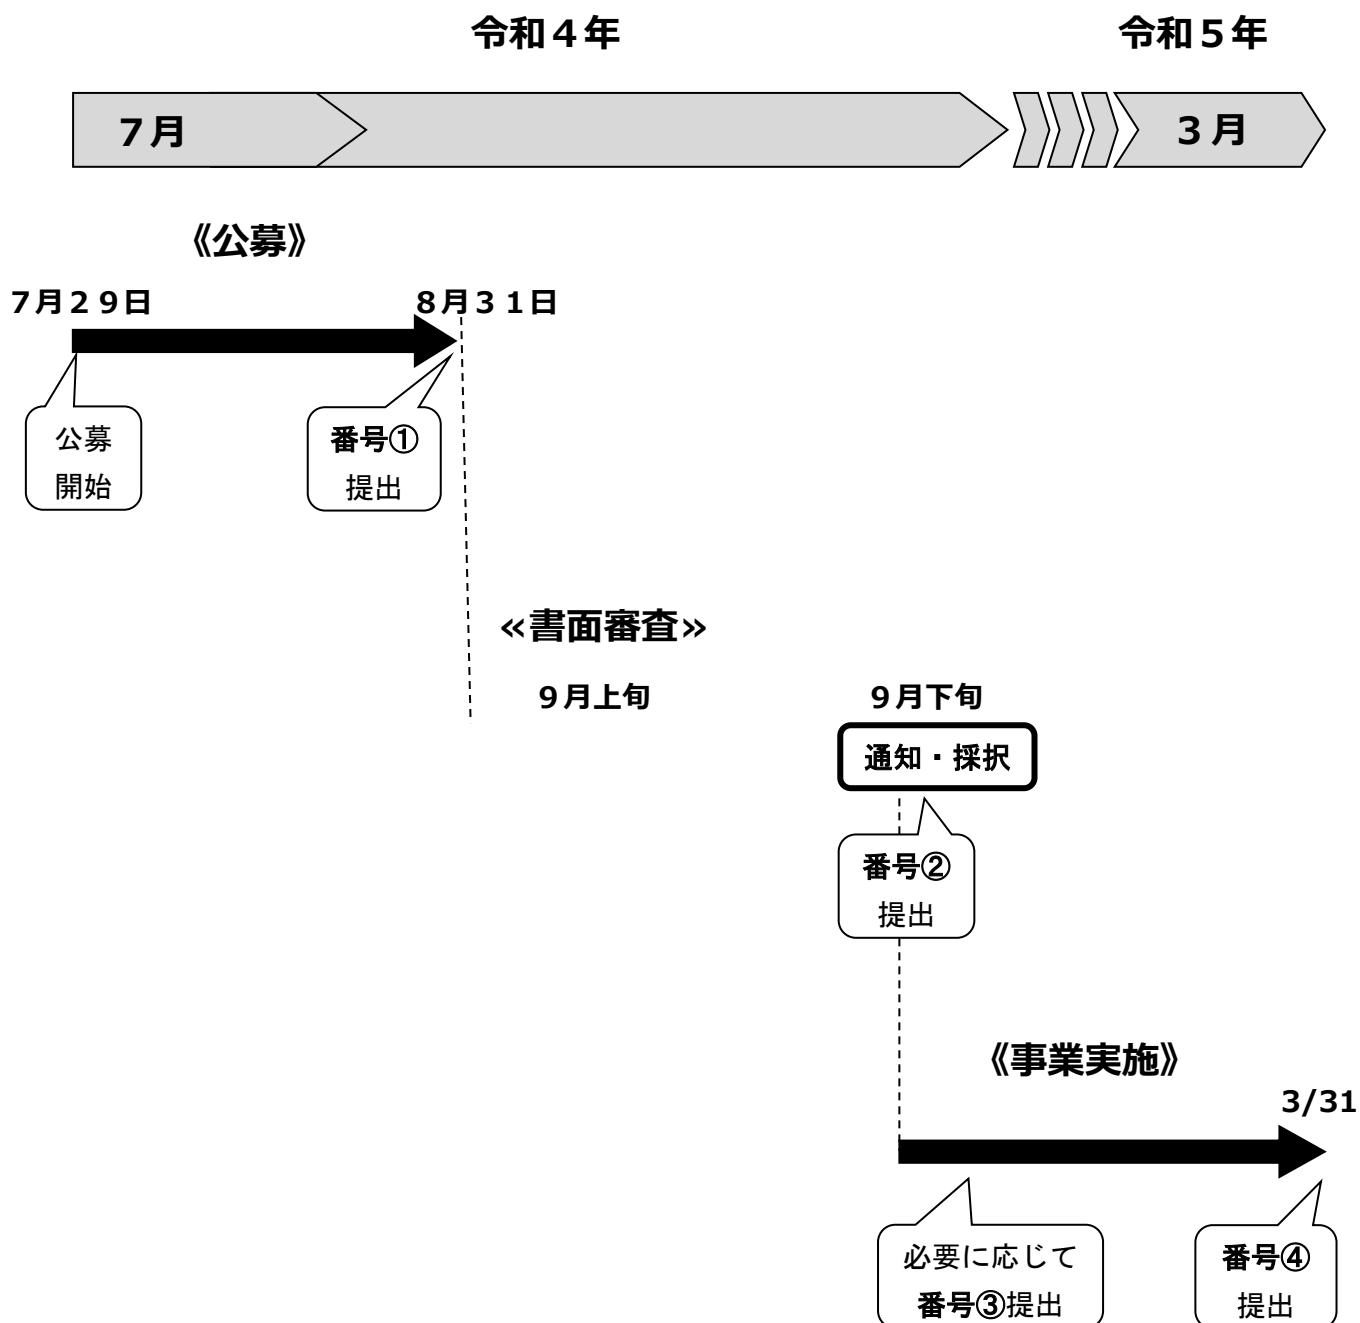 令和４年
令和５年
７月
３月
《公募》
７月２９日
８月３１日
公募
開始
番号①
提出
≪書面審査≫
９月上旬
９月下旬
通知・採択
番号②
提出
《事業実施》
3/31
必要に応じて
番号③提出
番号④
提出